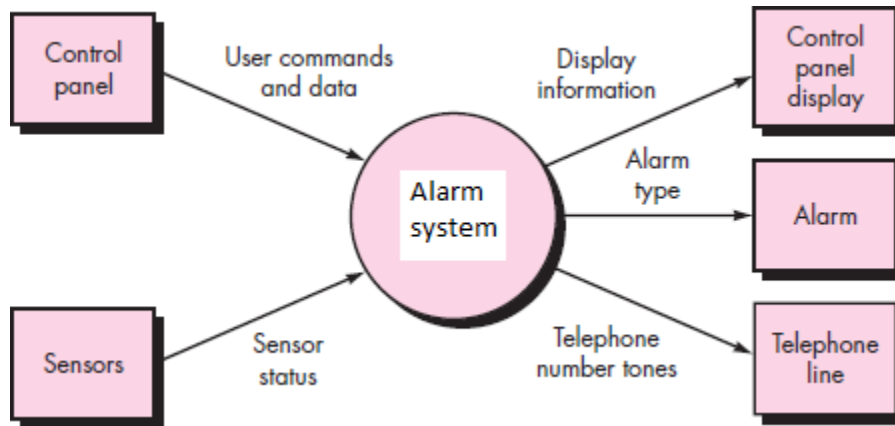 Control
panel
User commands
and data
Display
information
Control
panel
display
Alarm
type
Alarm
system
Alarm
Sensors
Sensor
status
Telephone
number tones
Telephone
line